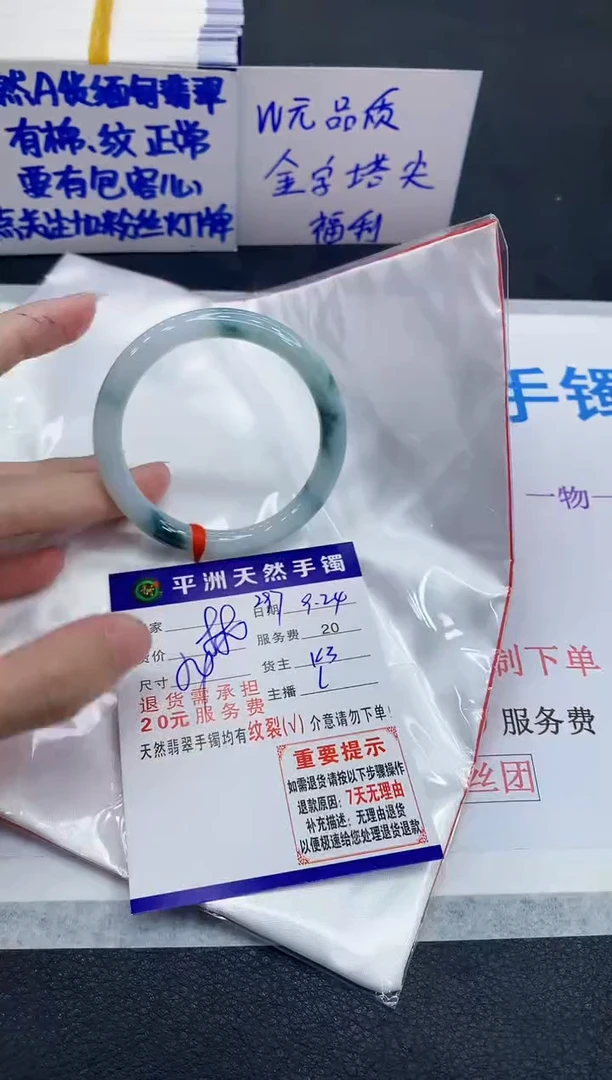 然A货缅甸翡翠
有棉、纹 正常
要有包容心
点关注加粉丝灯牌
W元品质
金字塔尖
福利
手镯
一物一
刮下单
服务费
丝团
平洲天然手镯
家
日期 9.24
货价
服务费 20
尺寸
货主
主播
退货需承担
20元服务费
天然翡翠手镯均有纹裂(√) 介意请勿下单!
重要提示
如需退货请按以下步骤操作
退款原因: 7天无理由
补充描述: 无理由退货
以便极速给您处理退货退款